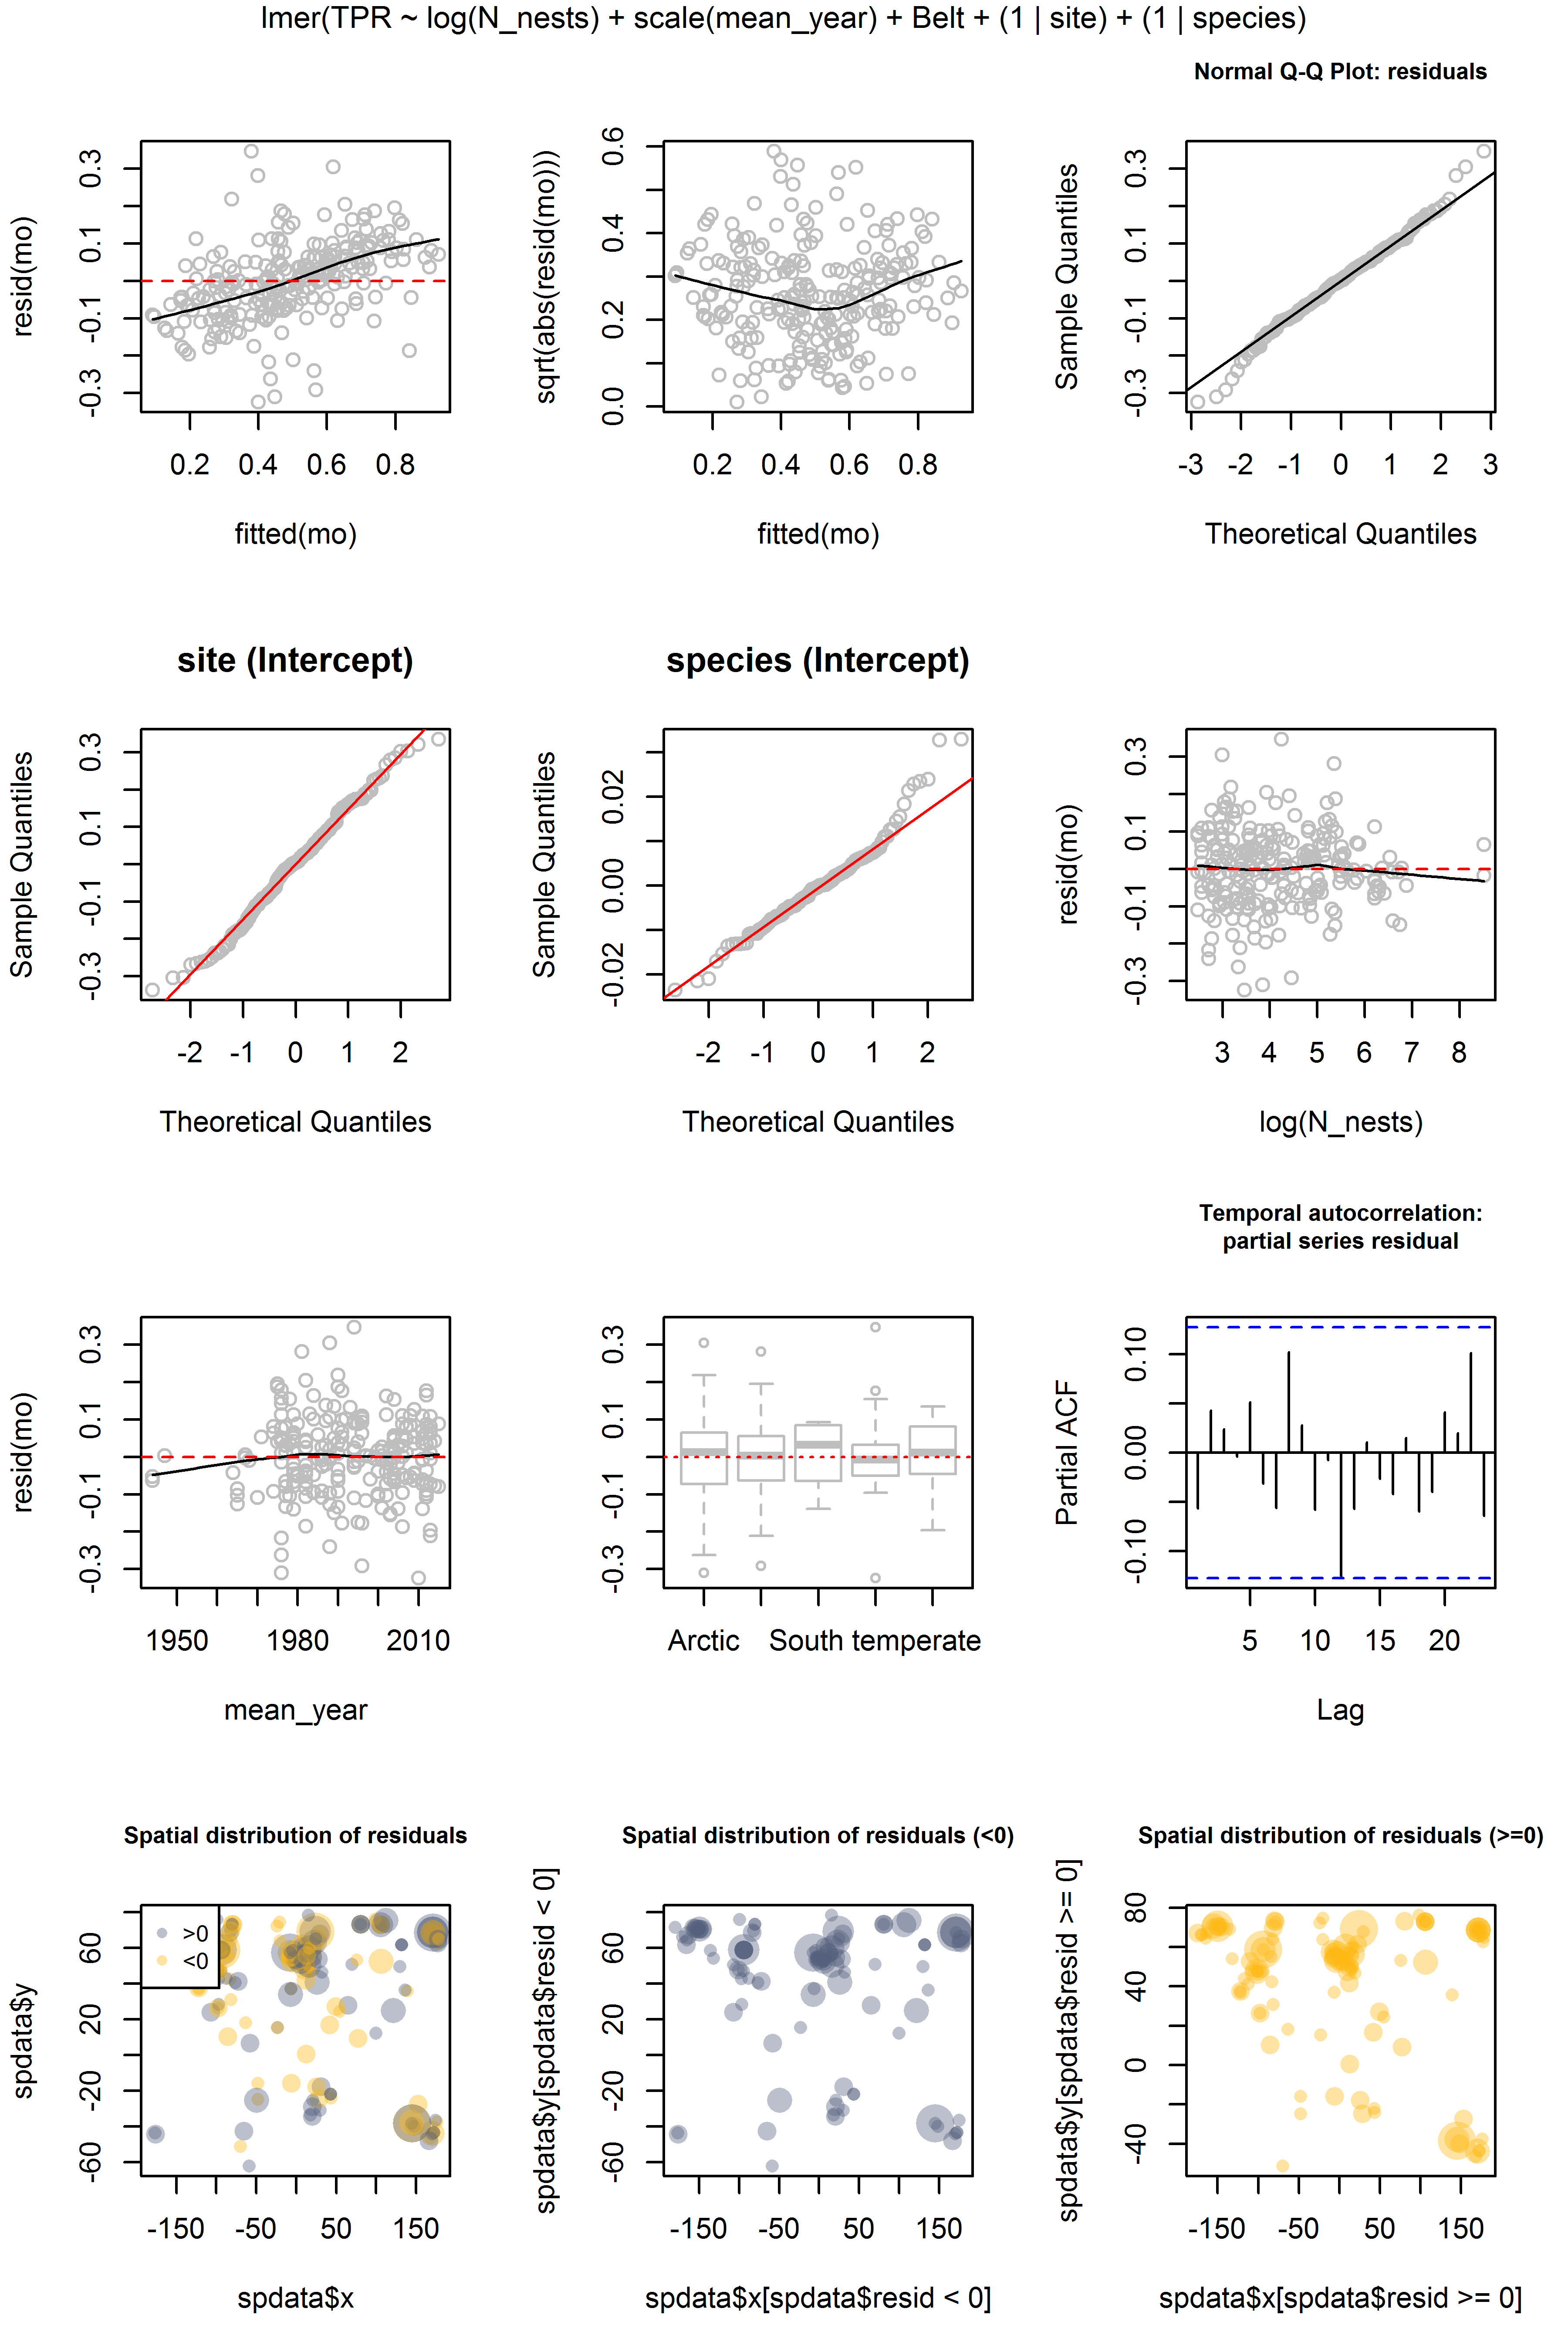 lmer(TPR ~ log(N_nests) + scale(mean_year) + Belt + (1 | site) + (1 | species)
Normal Q-Q Plot: residuals
resid(mo)
-0.3 -0.1 0.1 0.3
0.2 0.4 0.6 0.8
fitted(mo)
sqrt(abs(resid(mo)))
0.0 0.2 0.4 0.6
0.2 0.4 0.6 0.8
fitted(mo)
Sample Quantiles
-0.3 -0.1 0.1 0.3
-3 -2 -1 0 1 2 3
Theoretical Quantiles
site (Intercept)
Sample Quantiles
-0.3 -0.1 0.1 0.3
-2 -1 0 1 2
Theoretical Quantiles
species (Intercept)
Sample Quantiles
-0.02 0.00 0.02
-2 -1 0 1 2
Theoretical Quantiles
resid(mo)
-0.3 -0.1 0.1 0.3
3 4 5 6 7 8
log(N_nests)
resid(mo)
-0.3 -0.1 0.1 0.3
1950 1980 2010
mean_year
-0.3 -0.1 0.1 0.3
Arctic South temperate
Temporal autocorrelation:
partial series residual
Partial ACF
-0.10 0.00 0.10
5 10 15 20
Lag
Spatial distribution of residuals
>0
<0
spdata$y
-60 -20 20 60
-150 -50 50 150
spdata$x
Spatial distribution of residuals (<0)
spdata$y[spdata$resid < 0]
-60 -20 20 60
-150 -50 50 150
spdata$x[spdata$resid < 0]
Spatial distribution of residuals (>=0)
spdata$y[spdata$resid >= 0]
-40 0 40 80
-150 -50 50 150
spdata$x[spdata$resid >= 0]